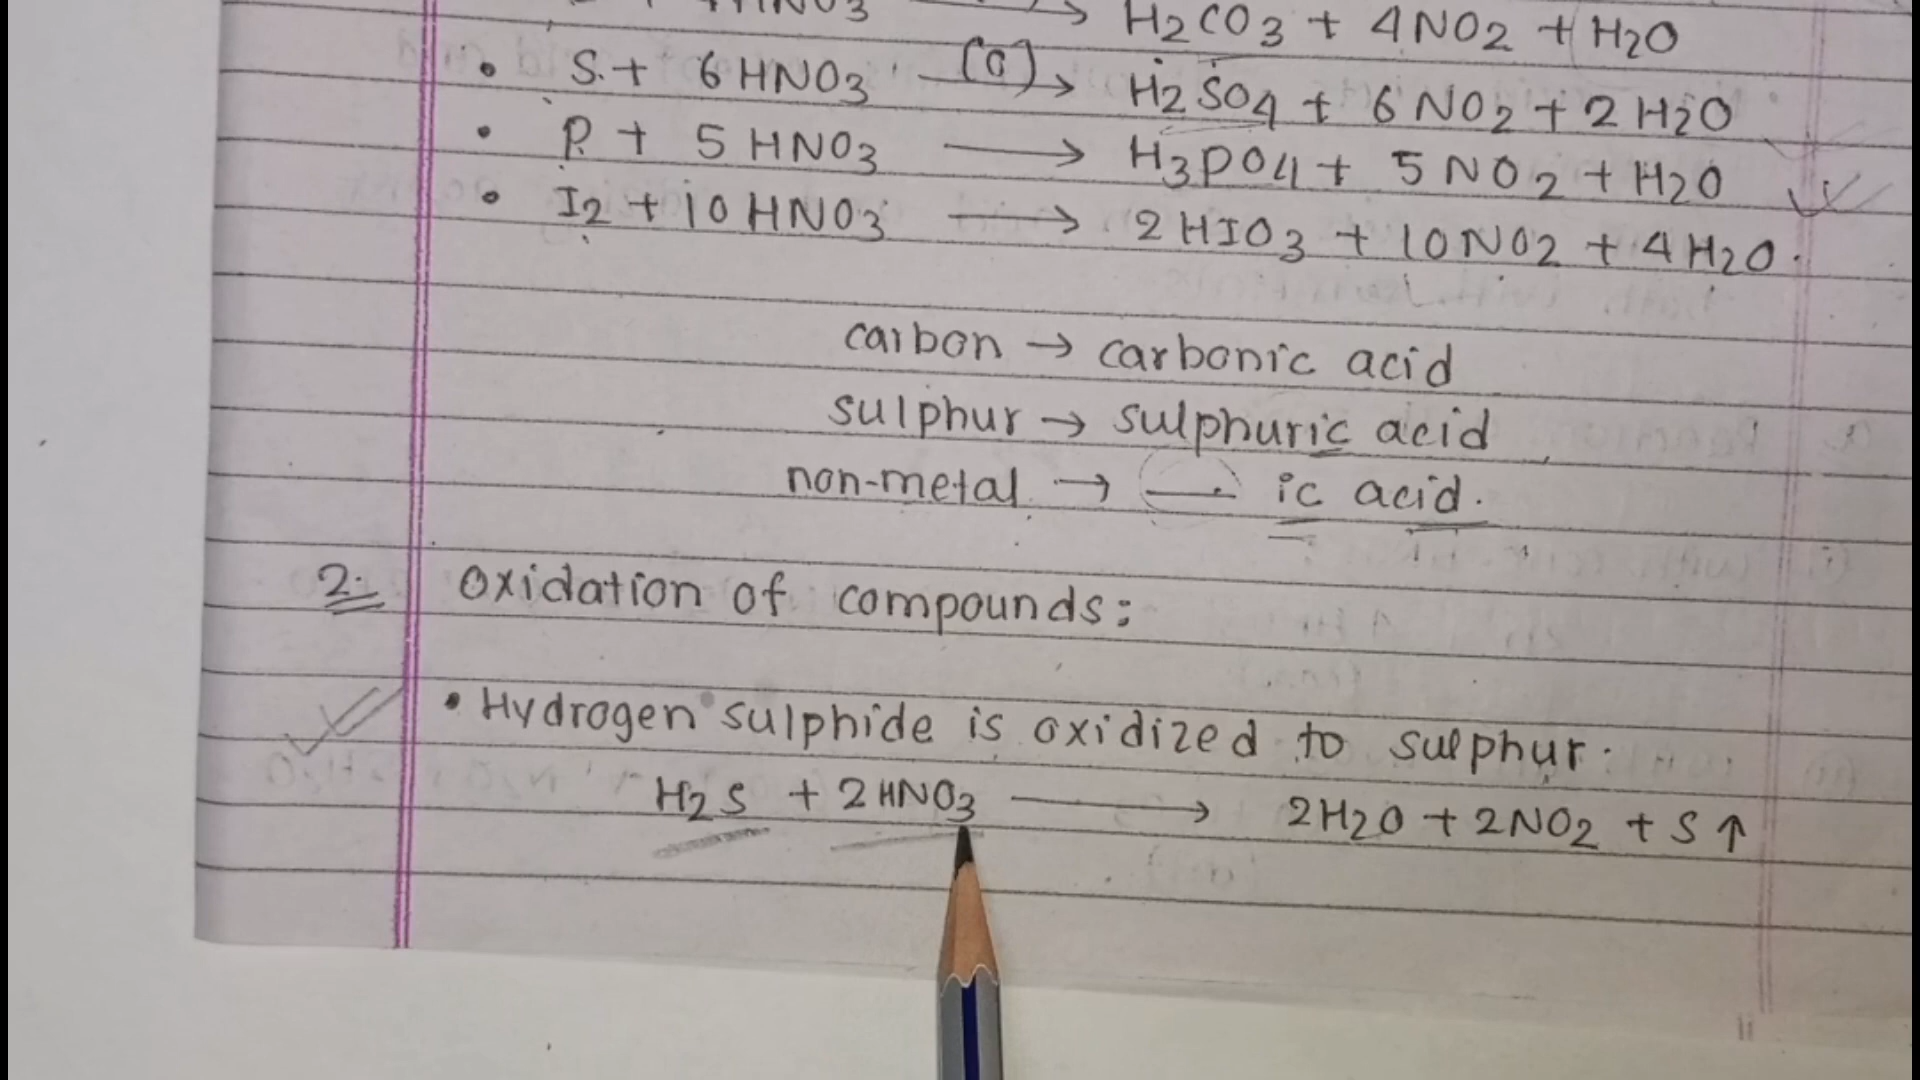 HNO3 → H2CO3 + 4NO2 + H2O
• S + 6HNO3 —[O]→ H2SO4 + 6NO2 + 2H2O
• P + 5HNO3 → H3PO4 + 5NO2 + H2O
• I2 + 10HNO3 → 2HIO3 + 10NO2 + 4H2O.
carbon → carbonic acid
sulphur → sulphuric acid
non-metal → — ic acid.
2. Oxidation of compounds:
• Hydrogen sulphide is oxidized to sulphur.
H2S + 2HNO3 → 2H2O + 2NO2 + S↑